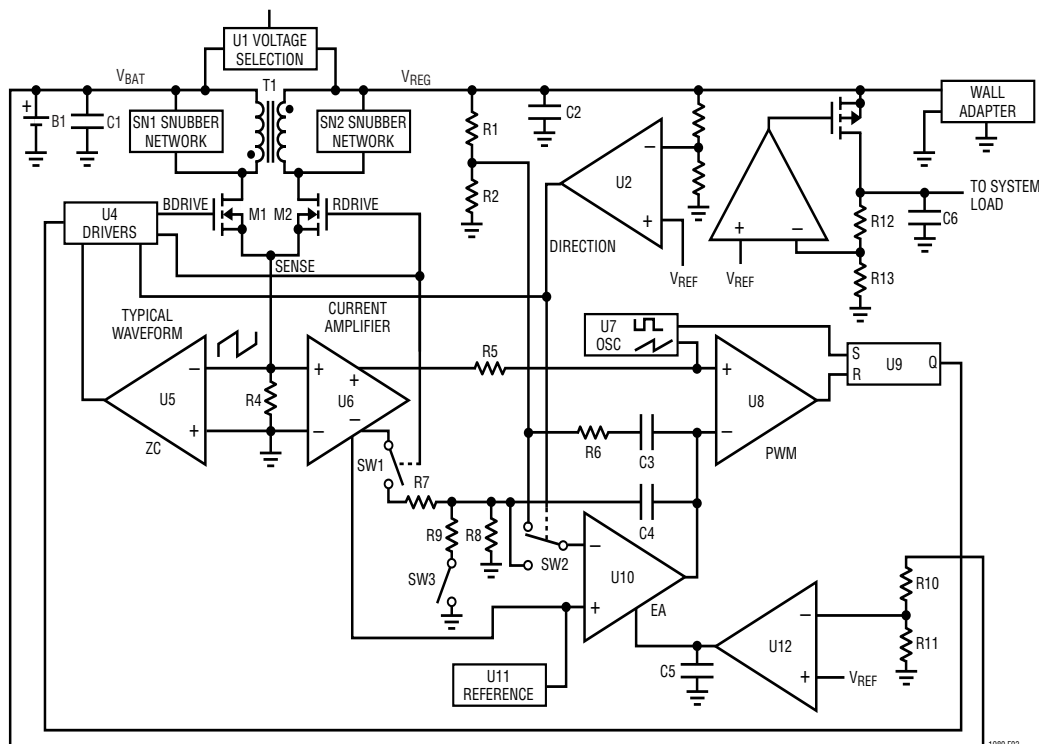 U1 VOLTAGE
SELECTION
VBAT
T1
VREG
+
B1
C1
SN1 SNUBBER
NETWORK
SN2 SNUBBER
NETWORK
R1
C2
WALL
ADAPTER
R2
−
U2
+
TO SYSTEM
LOAD
U4
DRIVERS
BDRIVE
M1
M2
RDRIVE
R12
C6
DIRECTION
+
−
VREF
VREF
R13
SENSE
TYPICAL
WAVEFORM
CURRENT
AMPLIFIER
U7
OSC
−
U5
+
ZC
R4
+
+
U6
−
−
R5
+
U8
−
PWM
S
R
U9
Q
SW1
R6
C3
R7
R9
R8
C4
SW3
SW2
−
U10
+
EA
R10
R11
−
U12
+
VREF
C5
U11
REFERENCE